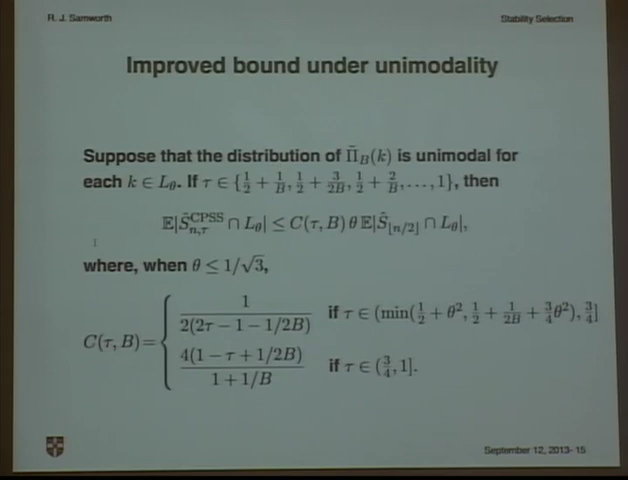 R. J. Samworth
Stability Selection
Improved bound under unimodality
Suppose that the distribution of Π̃_B(k) is unimodal for
each k ∈ L_θ. If τ ∈ {1/2 + 1/B, 1/2 + 3/2B, 1/2 + 2/B, . . . , 1}, then
𝔼|Ŝ^CPSS_{n,τ} ∩ L_θ| ≤ C(τ, B) θ 𝔼|Ŝ_{⌊n/2⌋} ∩ L_θ|,
where, when θ ≤ 1/√3,
C(τ, B) = { 1 / 2(2τ − 1 − 1/2B) if τ ∈ (min(1/2 + θ², 1/2 + 1/2B + 3/4θ²), 3/4]
4(1 − τ + 1/2B) / 1 + 1/B if τ ∈ (3/4, 1].
September 12, 2013- 15